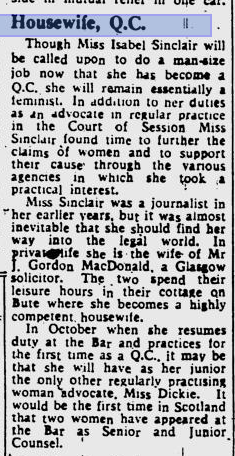 Housewife, Q.C.
Though Miss Isabel Sinclair will
be called upon to do a man-size
job now that she has become a
Q.C. she will remain essentially a
feminist. In addition to her duties
as an advocate in regular practice
in the Court of Session Miss
Sinclair found time to further the
claims of women and to support
their cause through the various
agencies in which she took a
practical interest.
Miss Sinclair was a journalist in
her earlier years, but it was almost
inevitable that she should find her
way into the legal world. In
private life she is the wife of Mr
J. Gordon MacDonald, a Glasgow
solicitor. The two spend their
leisure hours in their cottage on
Bute where she becomes a highly
competent housewife.
In October when she resumes
duty at the Bar and practices for
the first time as a Q.C., it may be
that she will have as her junior
the only other regularly practising
woman advocate, Miss Dickie. It
would be the first time in Scotland
that two women have appeared at
the Bar as Senior and Junior
Counsel.